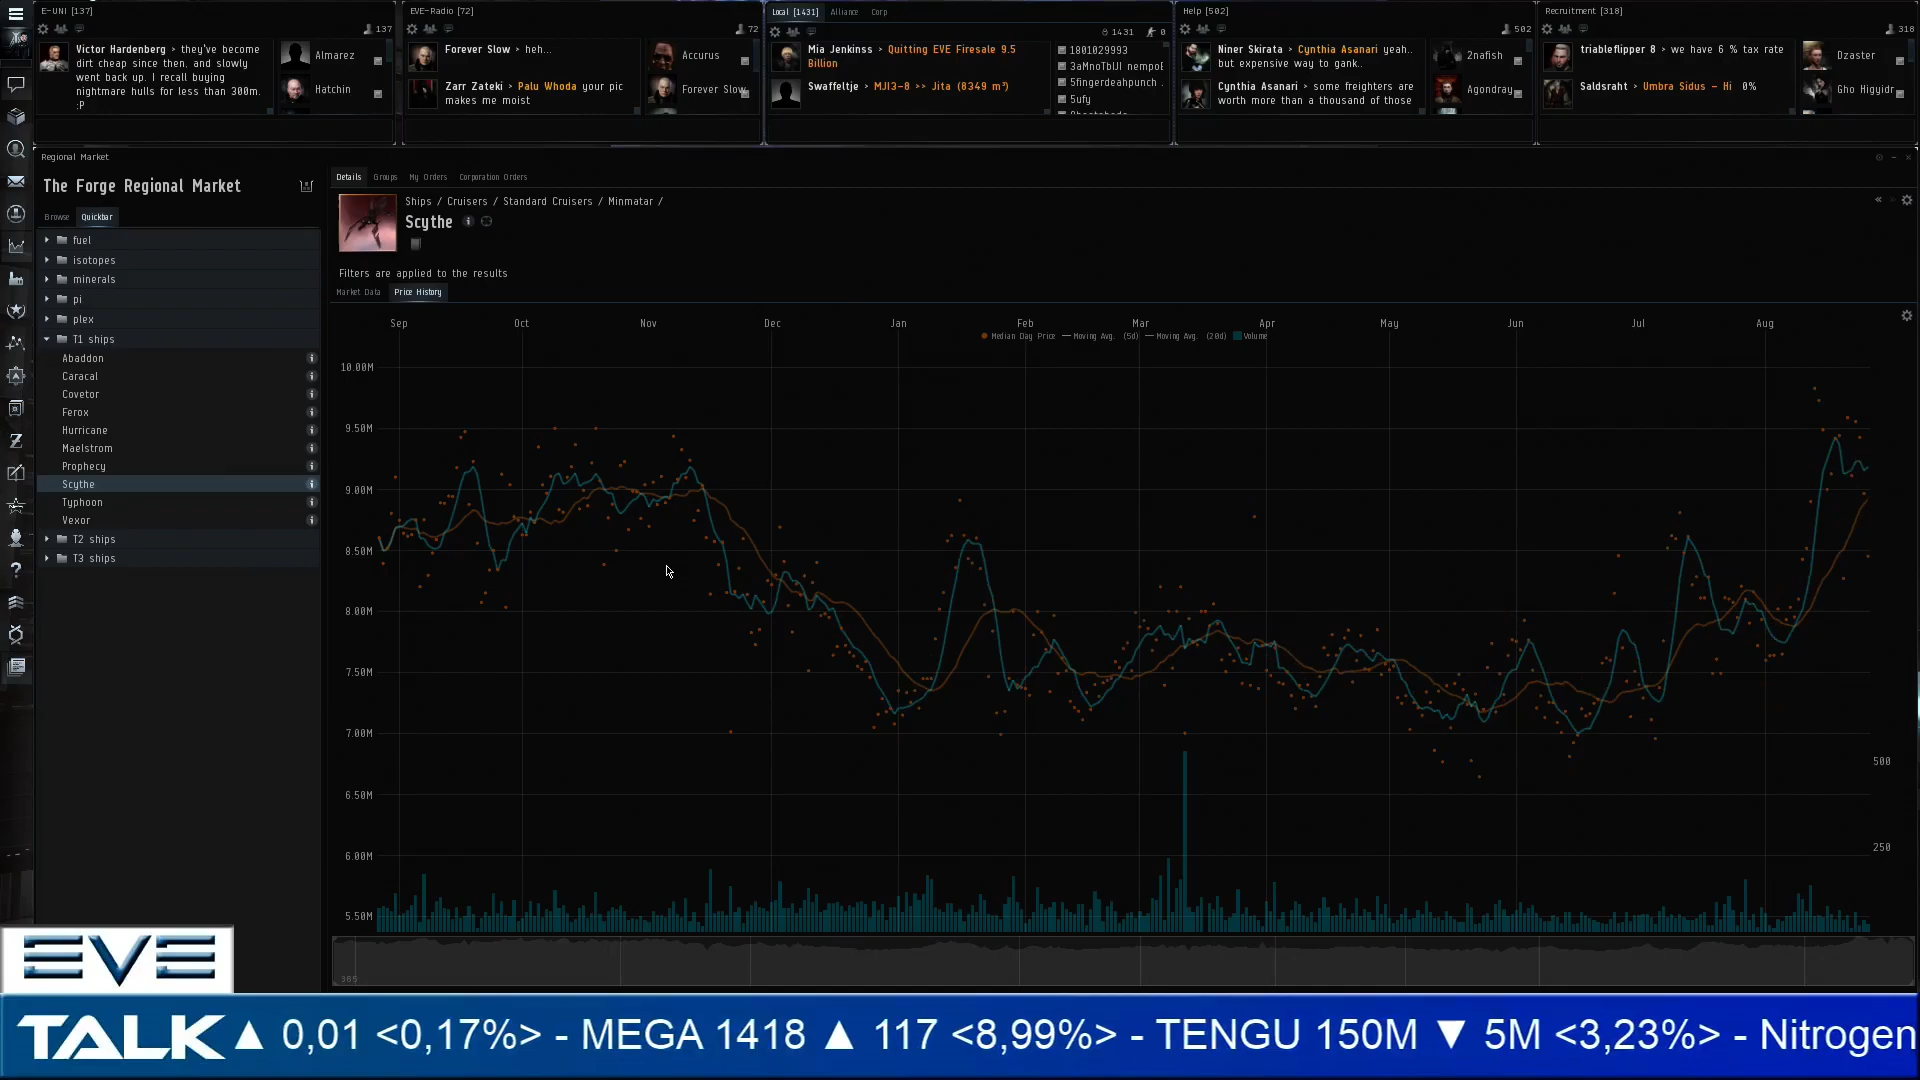 E-UNI [137]
137
Victor Hardenberg > they've become
dirt cheap since then, and slowly
went back up. I recall buying
nightmare hulls for less than 300m.
:P
Almarez
Hatchin
EVE-Radio [72]
72
Forever Slow > heh...
Zarr Zateki > Palu Whoda your pic
makes me moist
Accurus
Forever Slow
Local [1431]
Alliance
Corp
1431
0
Mia Jenkinss > Quitting EVE Firesale 9.5
Billion
Swaffeltje > MJI3-8 >> Jita (8349 m³)
1801029993
3aMnoTblJI nempo
5fingerdeahpunch .
5ufy
Help [502]
502
Niner Skirata > Cynthia Asanari yeah..
but expensive way to gank..
Cynthia Asanari > some freighters are
worth more than a thousand of those
2nafish
Agondray
Recruitment [318]
318
triableflipper 8 > we have 6 % tax rate
Saldsraht > Umbra Sidus - Hi 0%
Dzaster
Gho Higyidr
Regional Market
The Forge Regional Market
Browse
Quickbar
fuel
isotopes
minerals
pi
plex
T1 ships
Abaddon
Caracal
Covetor
Ferox
Hurricane
Maelstrom
Prophecy
Scythe
Typhoon
Vexor
T2 ships
T3 ships
Details
Groups
My Orders
Corporation Orders
Ships / Cruisers / Standard Cruisers / Minmatar /
Scythe
Filters are applied to the results
Market Data
Price History
Sep Oct Nov Dec Jan Feb Mar Apr May Jun Jul Aug
Median Day Price — Moving Avg. (5d) — Moving Avg. (20d) Volume
10.00M
9.50M
9.00M
8.50M
8.00M
7.50M
7.00M
6.50M
6.00M
5.50M
500
250
365
EVE
TALK ▲ 0,01 <0,17%> - MEGA 1418 ▲ 117 <8,99%> - TENGU 150M ▼ 5M <3,23%> - Nitrogen